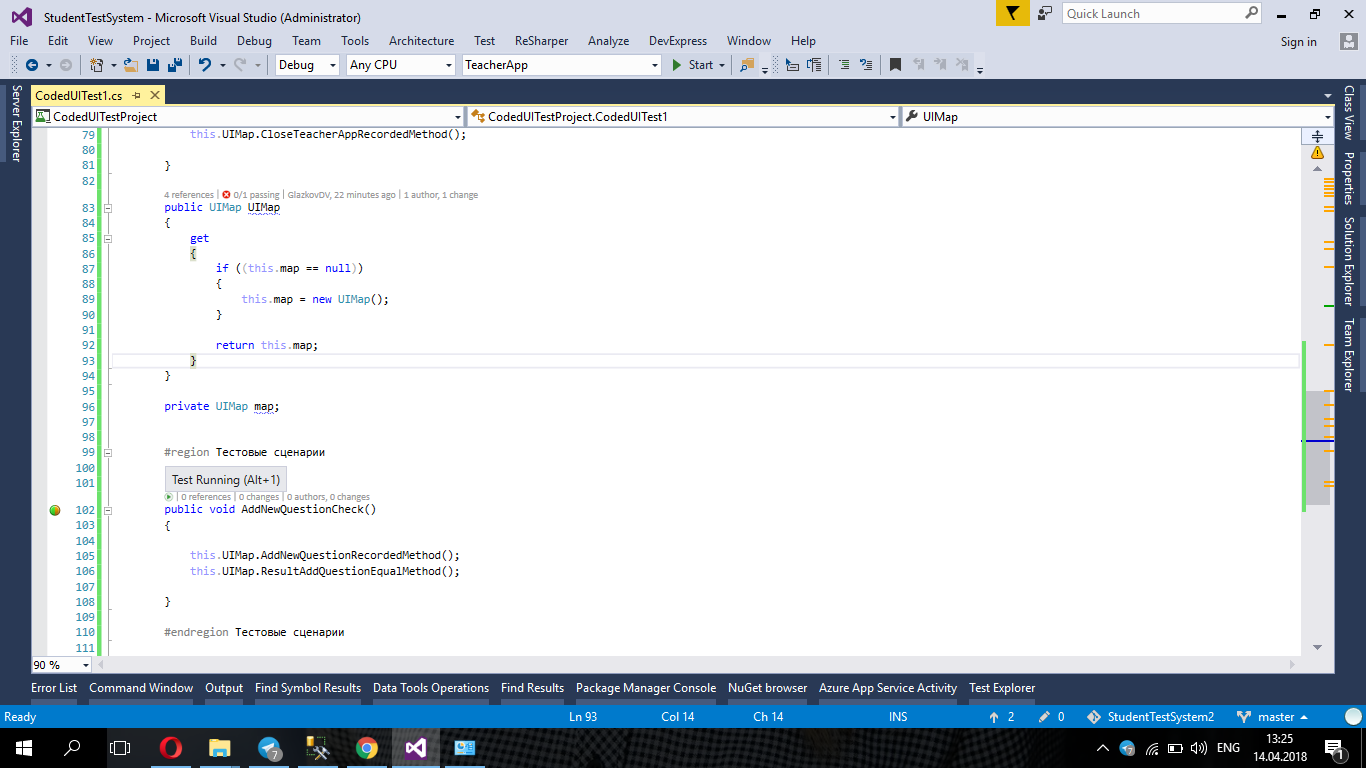 StudentTestSystem - Microsoft Visual Studio (Administrator)
Quick Launch
File Edit View Project Build Debug Team Tools Architecture Test ReSharper Analyze DevExpress Window Help
Sign in
Debug Any CPU TeacherApp Start
Server Explorer
CodedUITest1.cs
CodedUITestProject CodedUITestProject.CodedUITest1 UIMap
79 this.UIMap.CloseTeacherAppRecordedMethod();
80
81 }
82
4 references | 0/1 passing | GlazkovDV, 22 minutes ago | 1 author, 1 change
83 public UIMap UIMap
84 {
85 get
86 {
87 if ((this.map == null))
88 {
89 this.map = new UIMap();
90 }
91
92 return this.map;
93 }
94 }
95
96 private UIMap map;
97
98
99 #region Тестовые сценарии
100
101
Test Running (Alt+1)
| 0 references | 0 changes | 0 authors, 0 changes
102 public void AddNewQuestionCheck()
103 {
104
105 this.UIMap.AddNewQuestionRecordedMethod();
106 this.UIMap.ResultAddQuestionEqualMethod();
107
108 }
109
110 #endregion Тестовые сценарии
111
Class View
Properties
Solution Explorer
Team Explorer
90 %
Error List Command Window Output Find Symbol Results Data Tools Operations Find Results Package Manager Console NuGet browser Azure App Service Activity Test Explorer
Ready Ln 93 Col 14 Ch 14 INS 2 0 StudentTestSystem2 master
7 7 ENG 13:25
14.04.2018 1